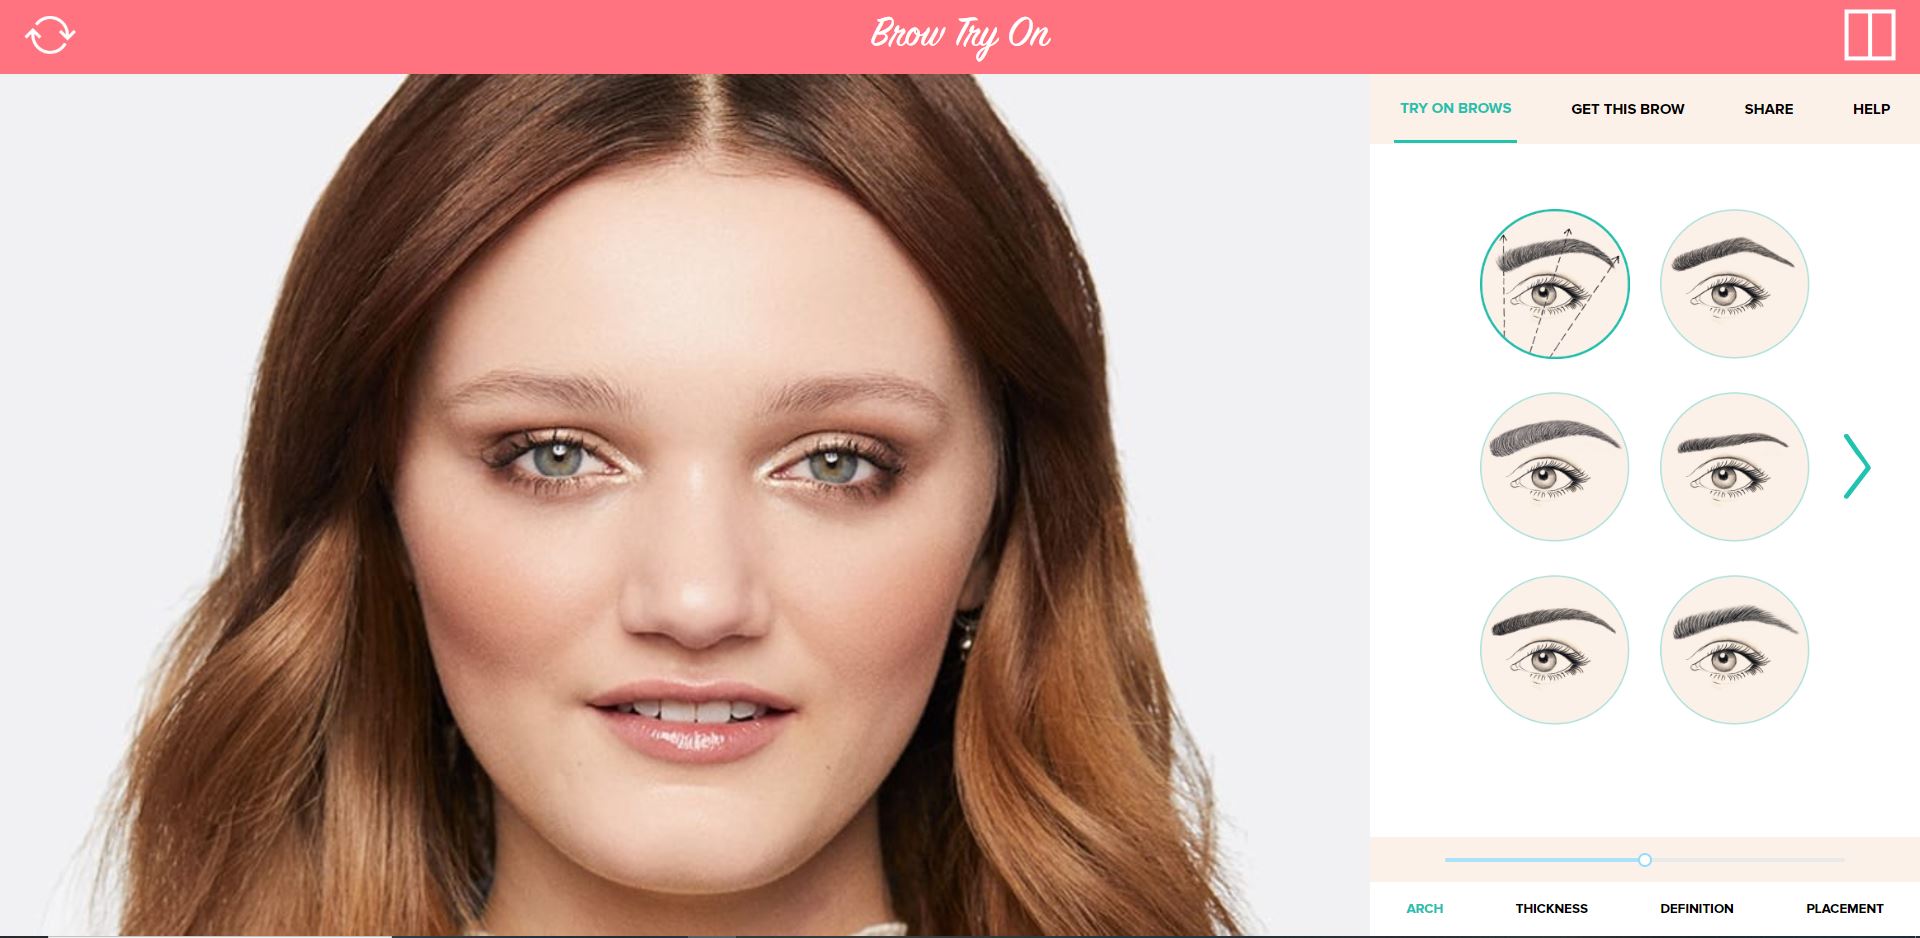 Brow Try On
TRY ON BROWS GET THIS BROW SHARE HELP
ARCH THICKNESS DEFINITION PLACEMENT